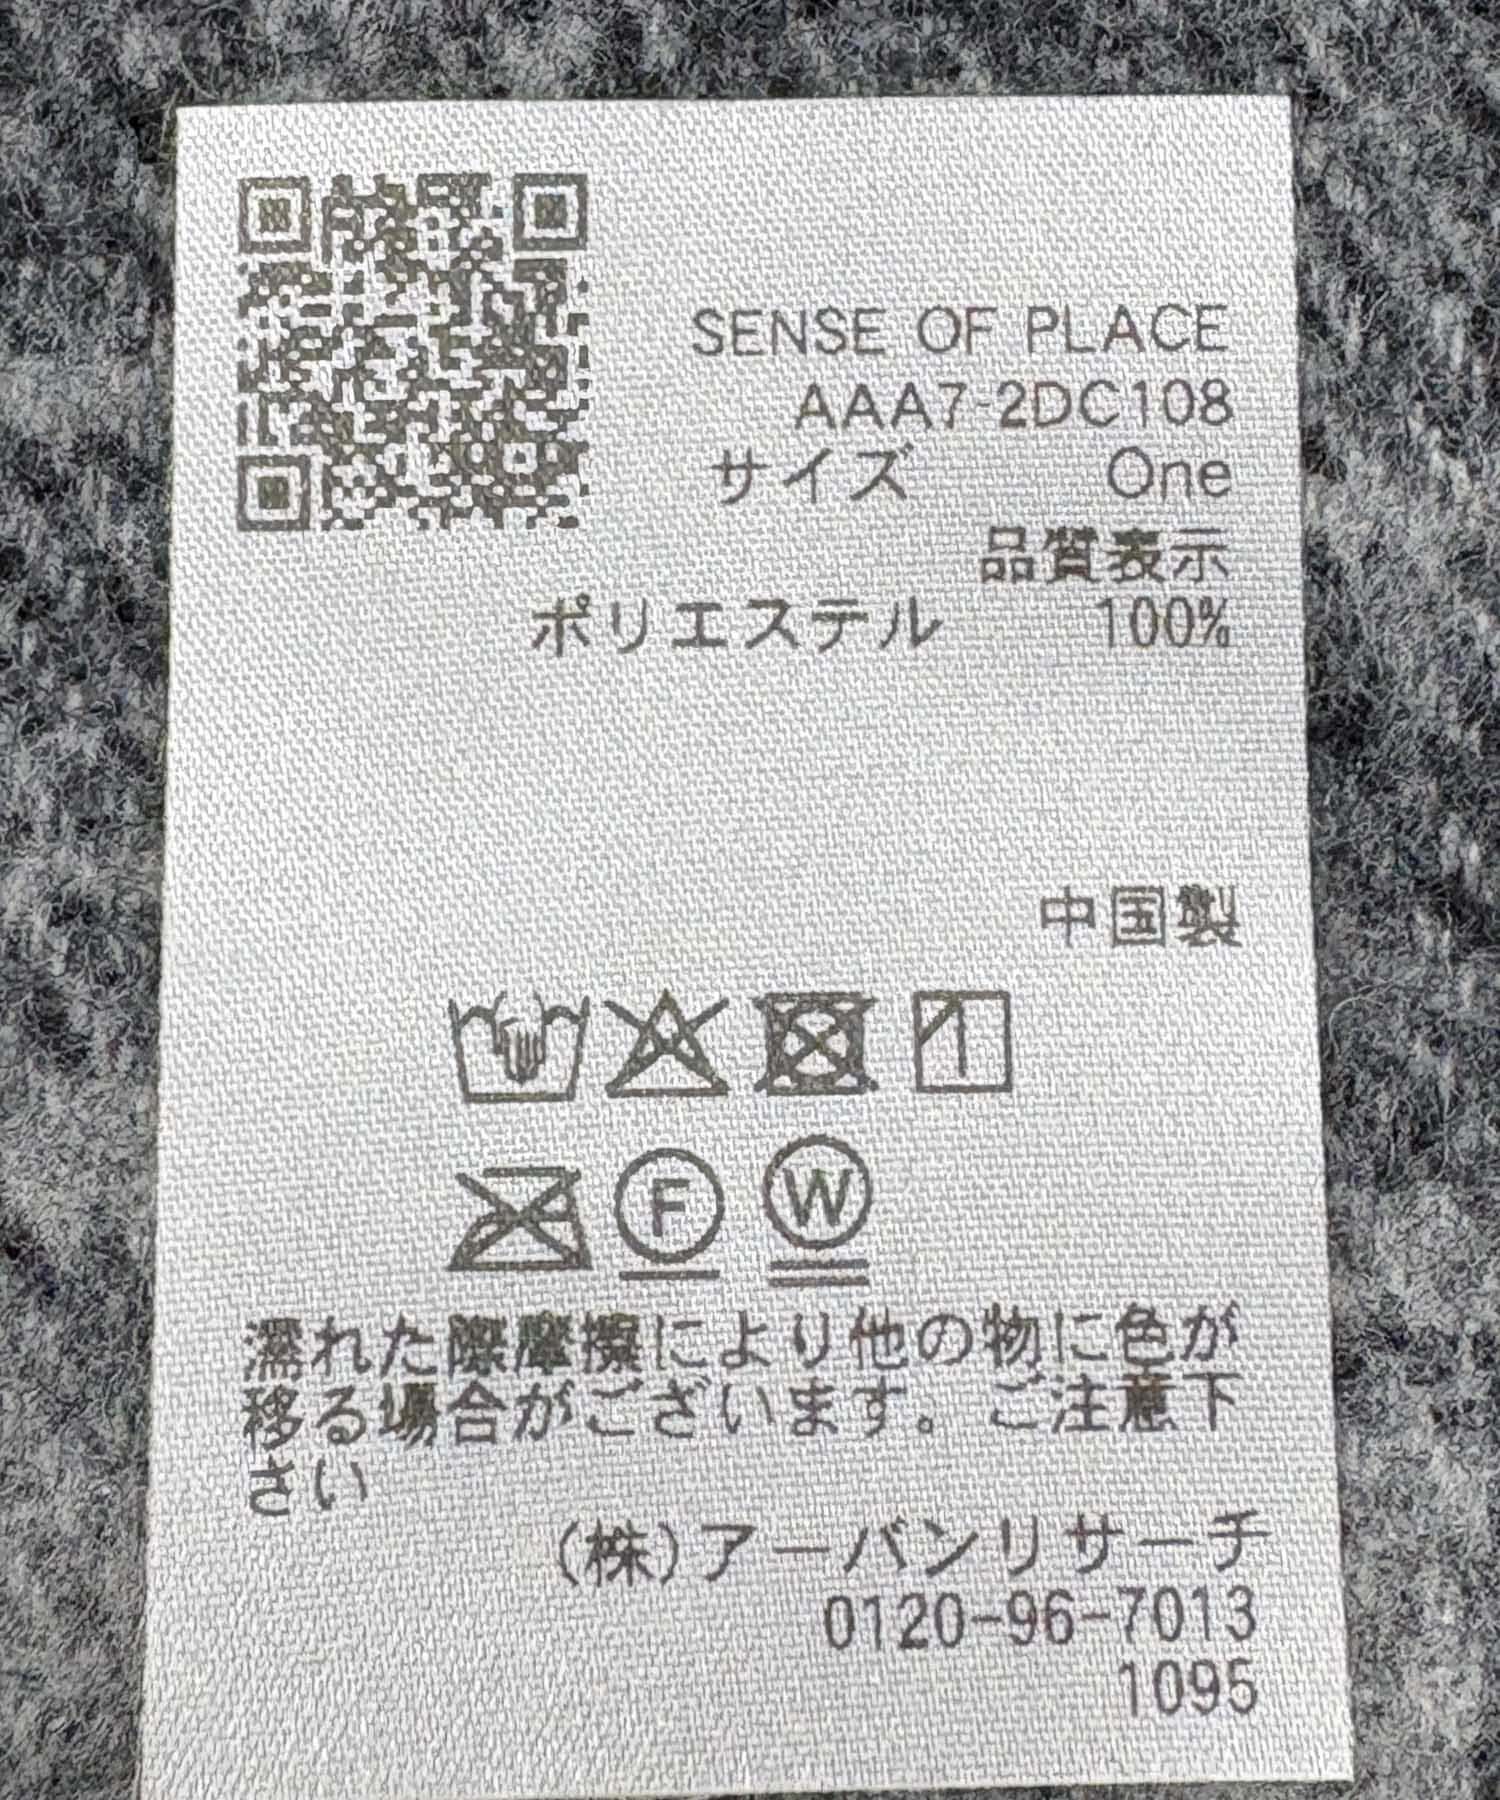 SENSE OF PLACE
AAA7-2DC108
サイズ One
品質表示
ポリエステル 100%
中国製
F W
濡れた際摩擦により他の物に色が
移る場合がございます。ご注意下
さい
(株)アーバンリサーチ
0120-96-7013
1095